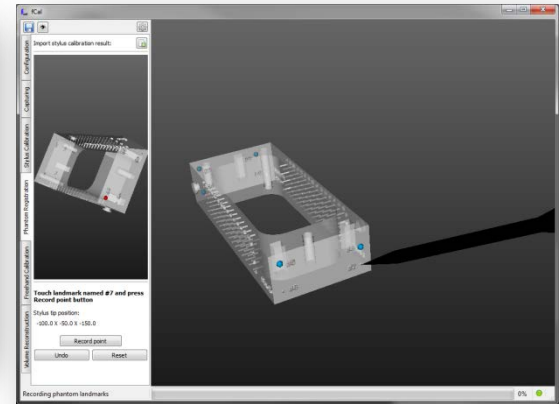 fCal
Import stylus calibration result:
Configuration
Capturing
Stylus Calibration
Phantom Registration
Freehand Calibration
Volume Reconstruction
Touch landmark named #7 and press
Record point button
Stylus tip position:
-100.0 X -50.0 X -150.0
Record point
Undo
Reset
Recording phantom landmarks
0%